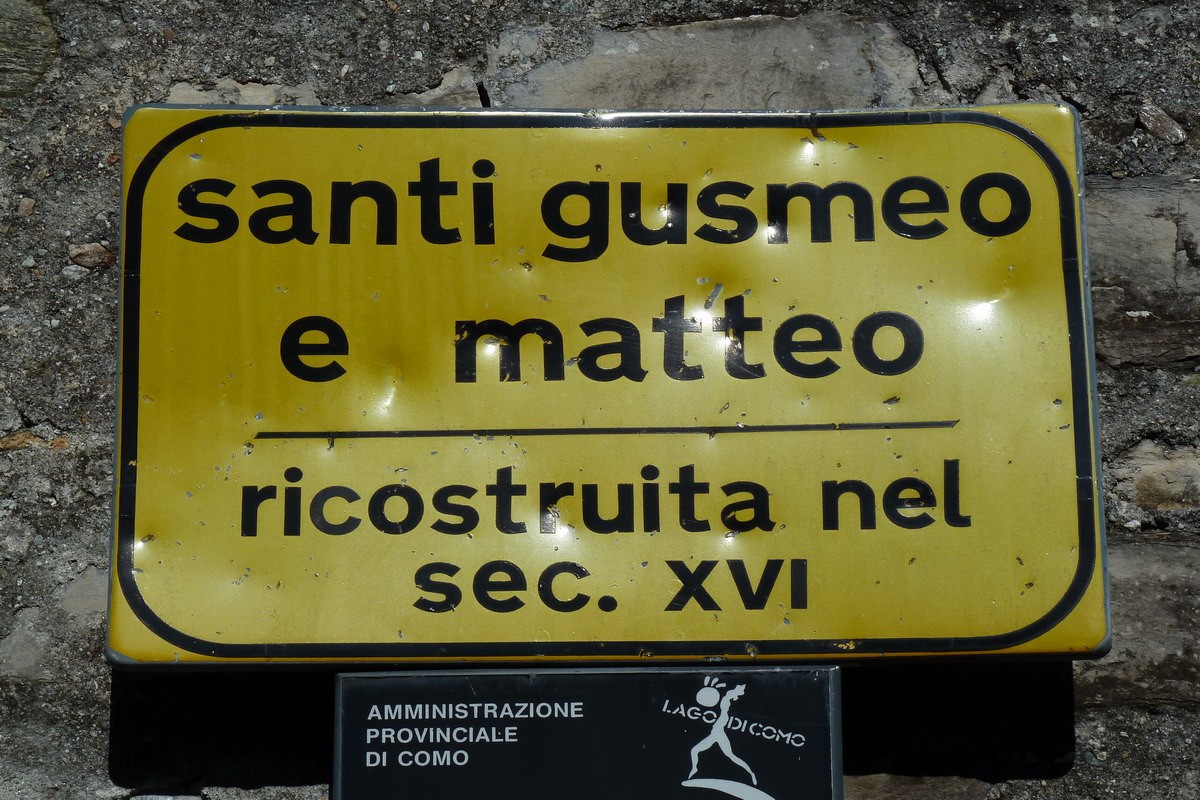 santi gusmeo
e matteo
ricostruita nel
sec. XVI
AMMINISTRAZIONE
PROVINCIALE
DI COMO
LAGO DI COMO